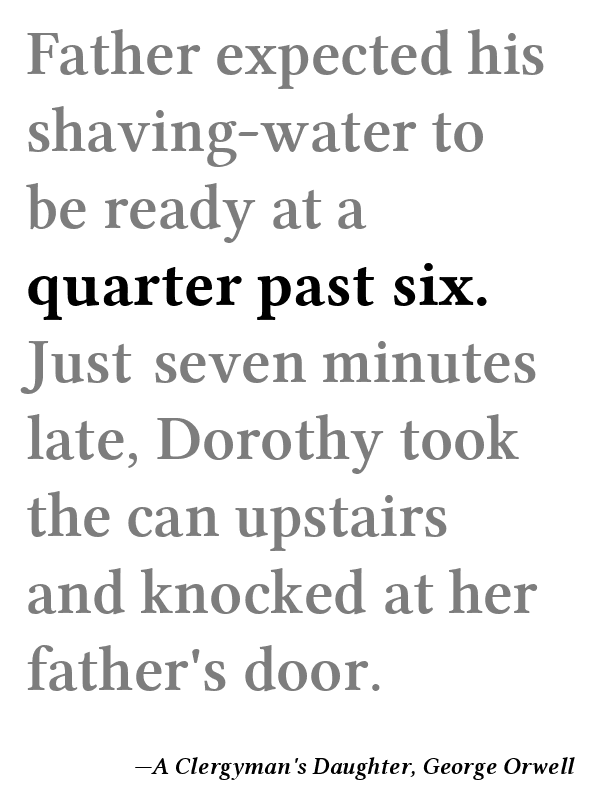 Father expected his
shaving-water to
be ready at a
quarter past six.
Just seven minutes
late, Dorothy took
the can upstairs
and knocked at her
father's door.
—A Clergyman's Daughter, George Orwell